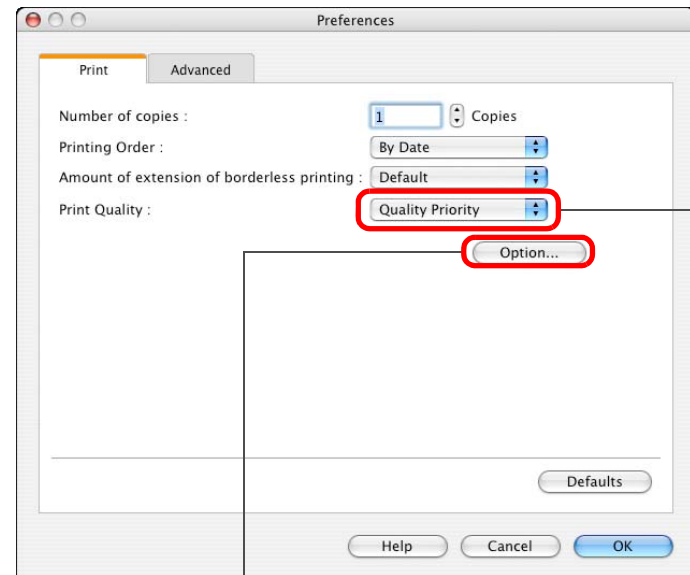 Preferences
Print Advanced
Number of copies : 1 Copies
Printing Order : By Date
Amount of extension of borderless printing : Default
Print Quality : Quality Priority
Option...
Defaults
Help Cancel OK